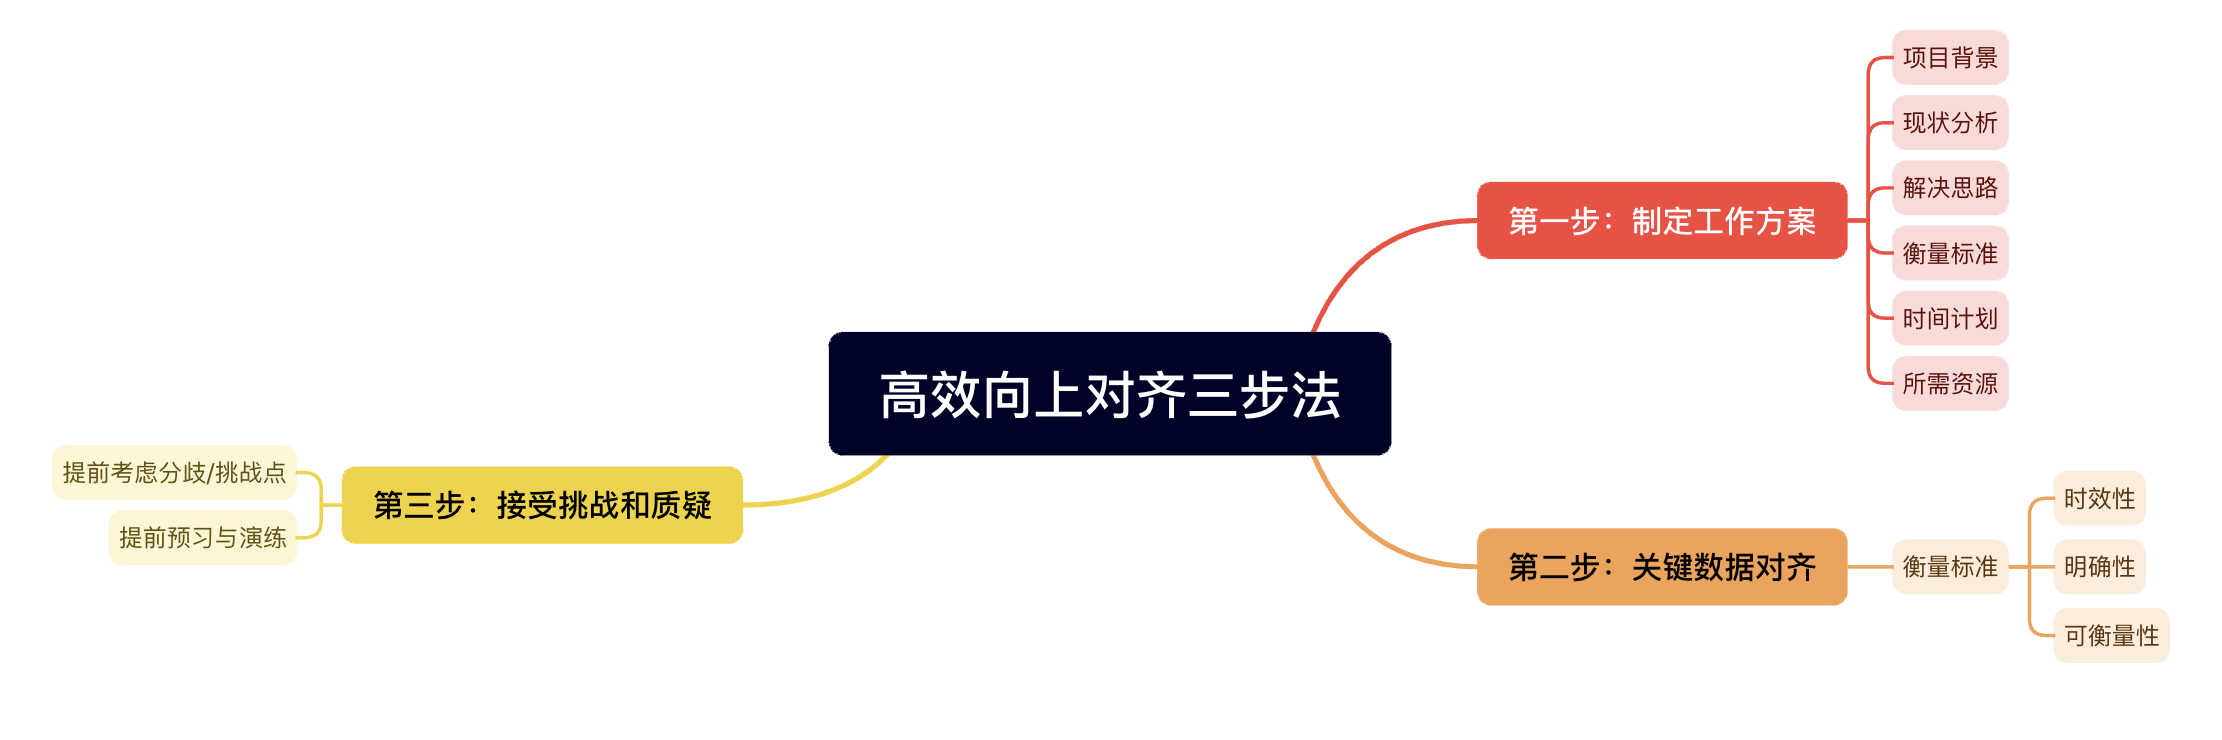 高效向上对齐三步法
第一步：制定工作方案
项目背景
现状分析
解决思路
衡量标准
时间计划
所需资源
第二步：关键数据对齐
衡量标准
时效性
明确性
可衡量性
第三步：接受挑战和质疑
提前考虑分歧/挑战点
提前预习与演练